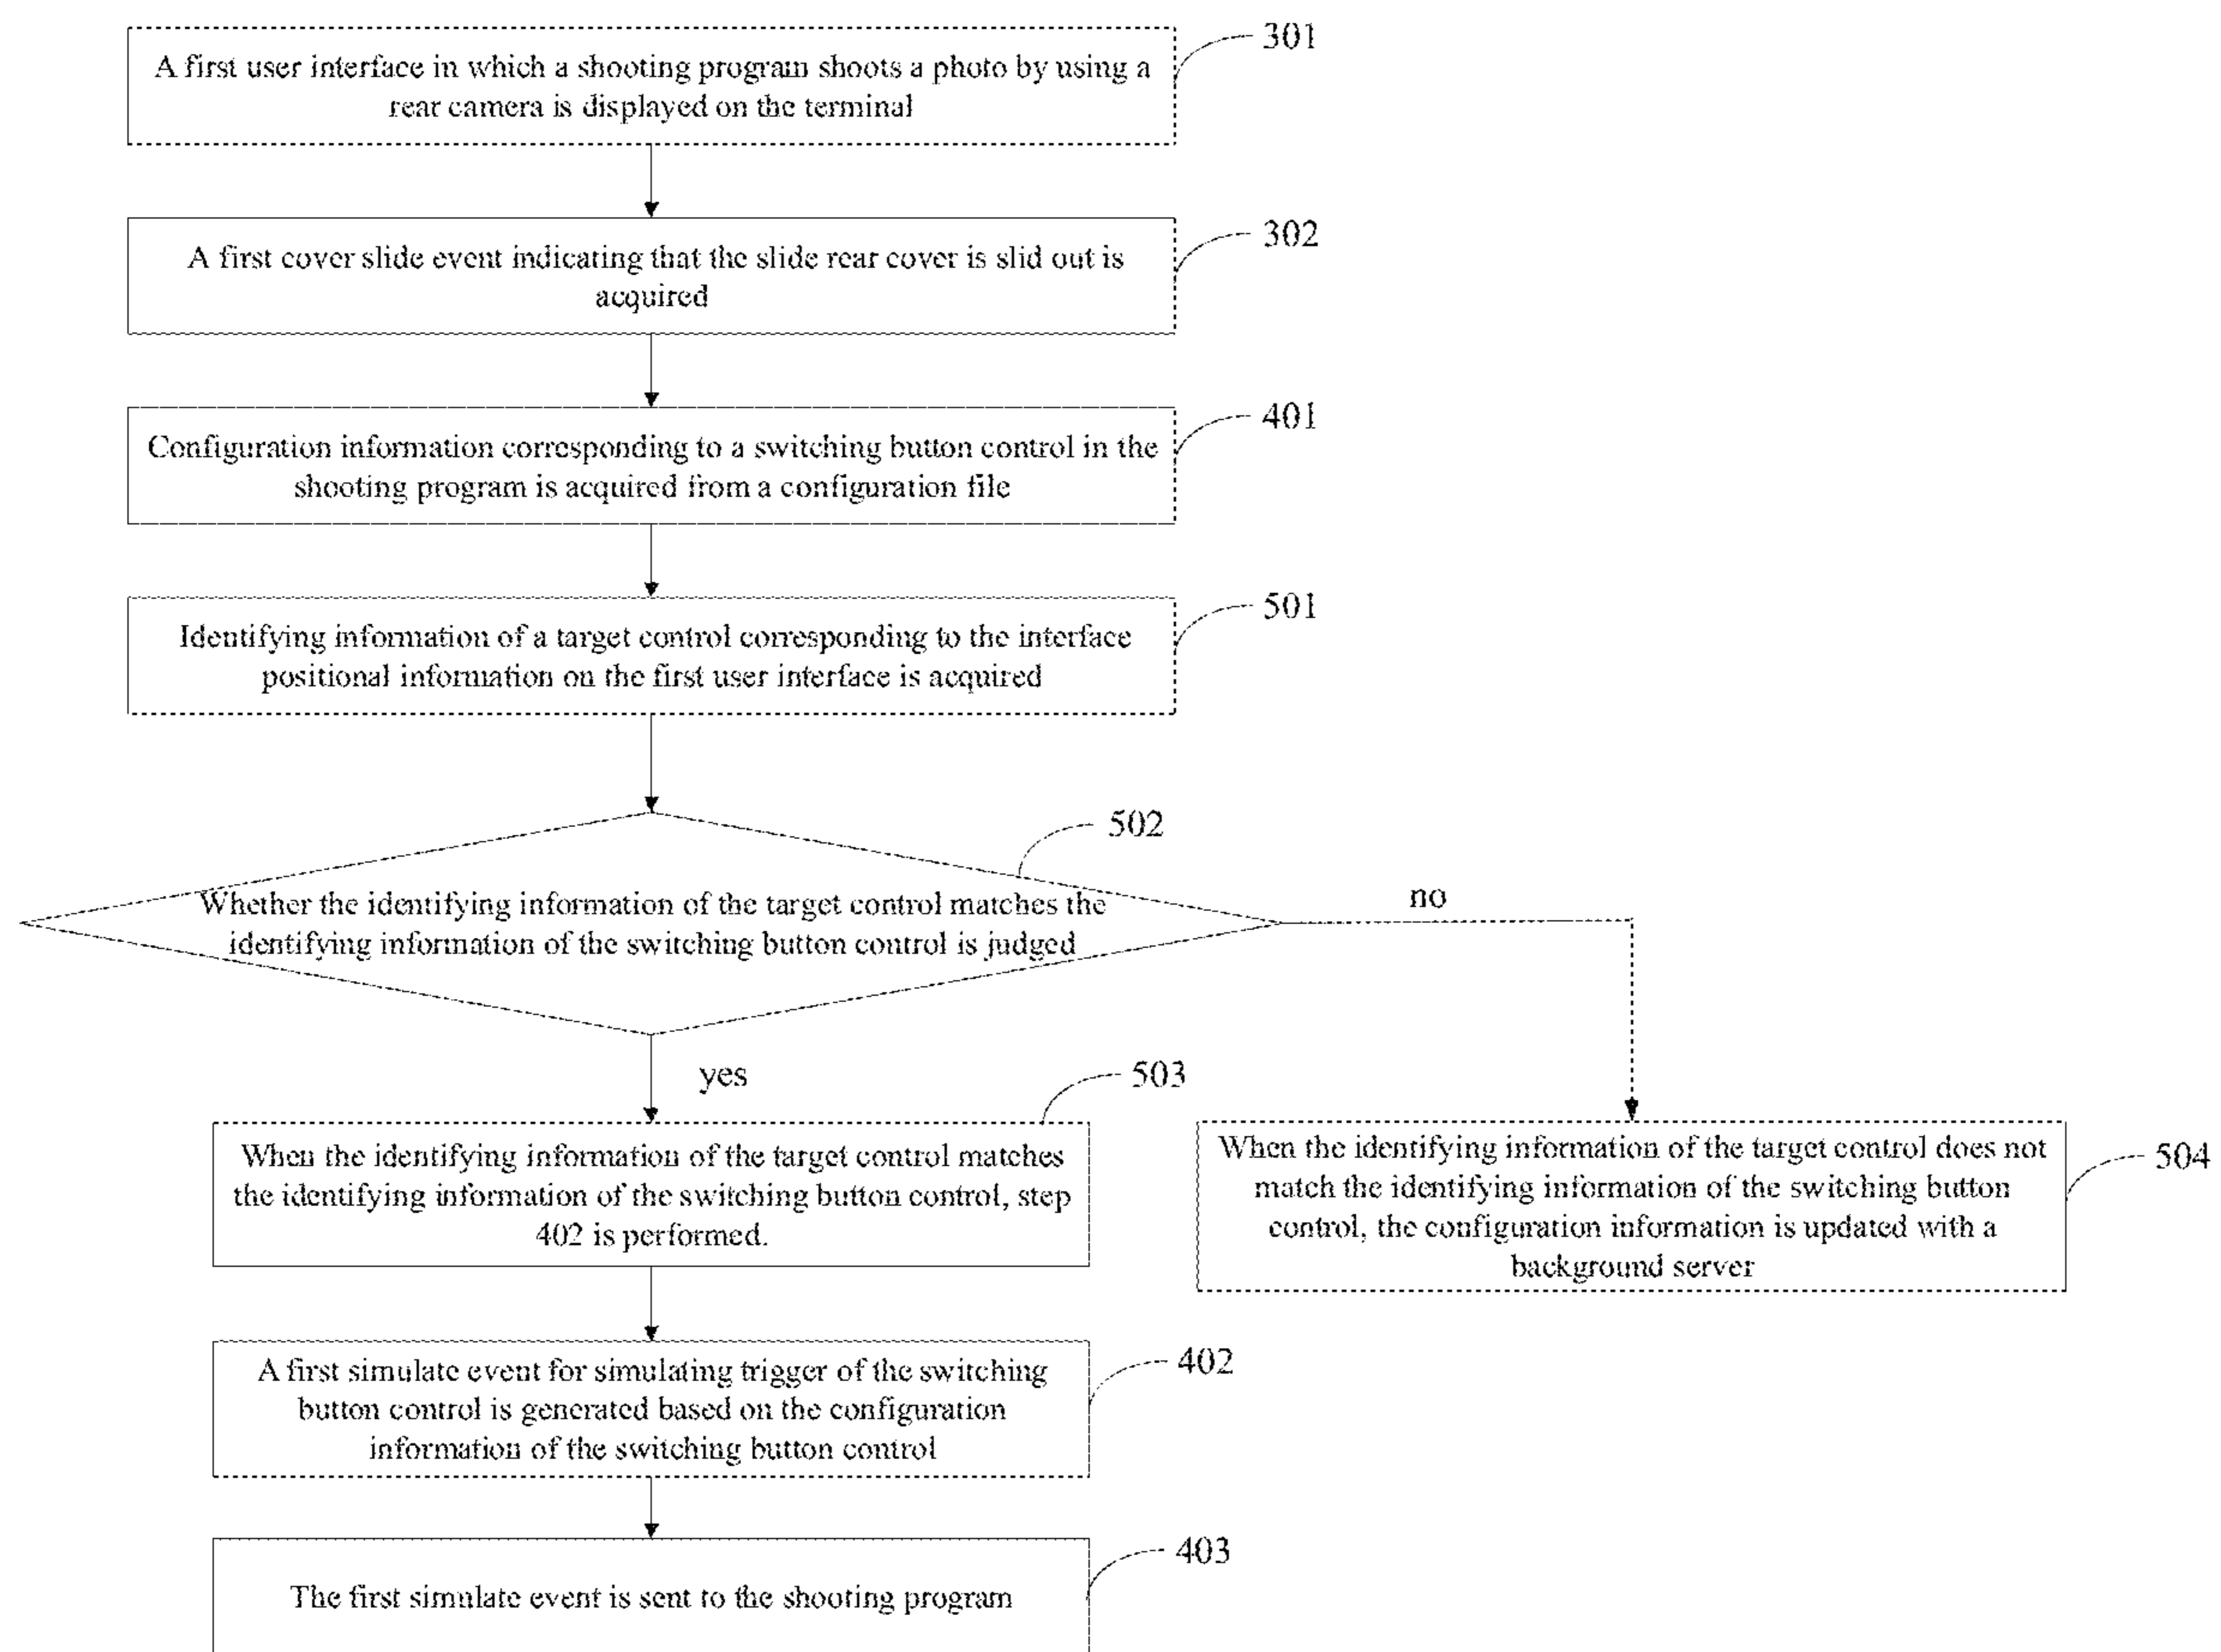 301
A first user interface in which a shooting program shoots a photo by using a
rear camera is displayed on the terminal
302
A first cover slide event indicating that the slide rear cover is slid out is
acquired
401
Configuration information corresponding to a switching button control in the
shooting program is acquired from a configuration file
501
Identifying information of a target control corresponding to the interface
positional information on the first user interface is acquired
502
Whether the identifying information of the target control matches the
identifying information of the switching button control is judged
no
yes
503
When the identifying information of the target control matches
the identifying information of the switching button control, step
402 is performed.
504
When the identifying information of the target control does not
match the identifying information of the switching button
control, the configuration information is updated with a
background server
402
A first simulate event for simulating trigger of the switching
button control is generated based on the configuration
information of the switching button control
403
The first simulate event is sent to the shooting program